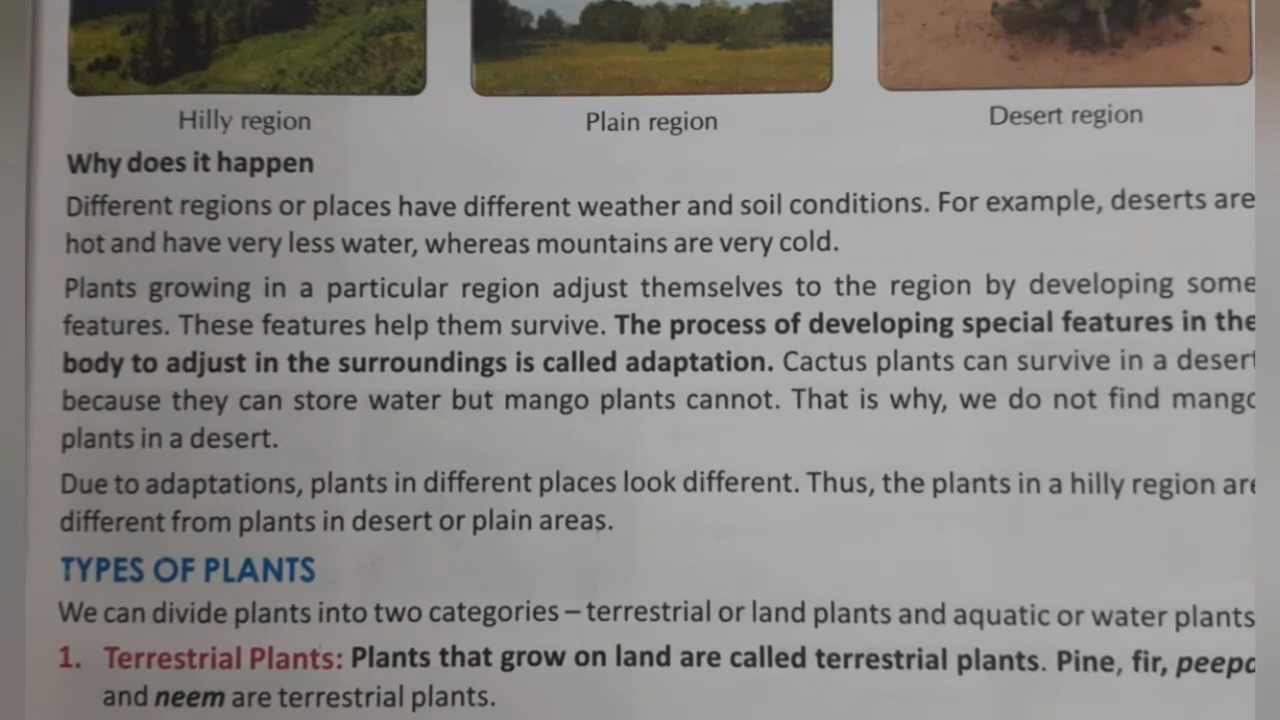 Hilly region
Plain region
Desert region
Why does it happen
Different regions or places have different weather and soil conditions. For example, deserts are
hot and have very less water, whereas mountains are very cold.
Plants growing in a particular region adjust themselves to the region by developing some
features. These features help them survive. The process of developing special features in the
body to adjust in the surroundings is called adaptation. Cactus plants can survive in a desert
because they can store water but mango plants cannot. That is why, we do not find mango
plants in a desert.
Due to adaptations, plants in different places look different. Thus, the plants in a hilly region are
different from plants in desert or plain areas.
TYPES OF PLANTS
We can divide plants into two categories – terrestrial or land plants and aquatic or water plants
1. Terrestrial Plants: Plants that grow on land are called terrestrial plants. Pine, fir,
and neem are terrestrial plants.